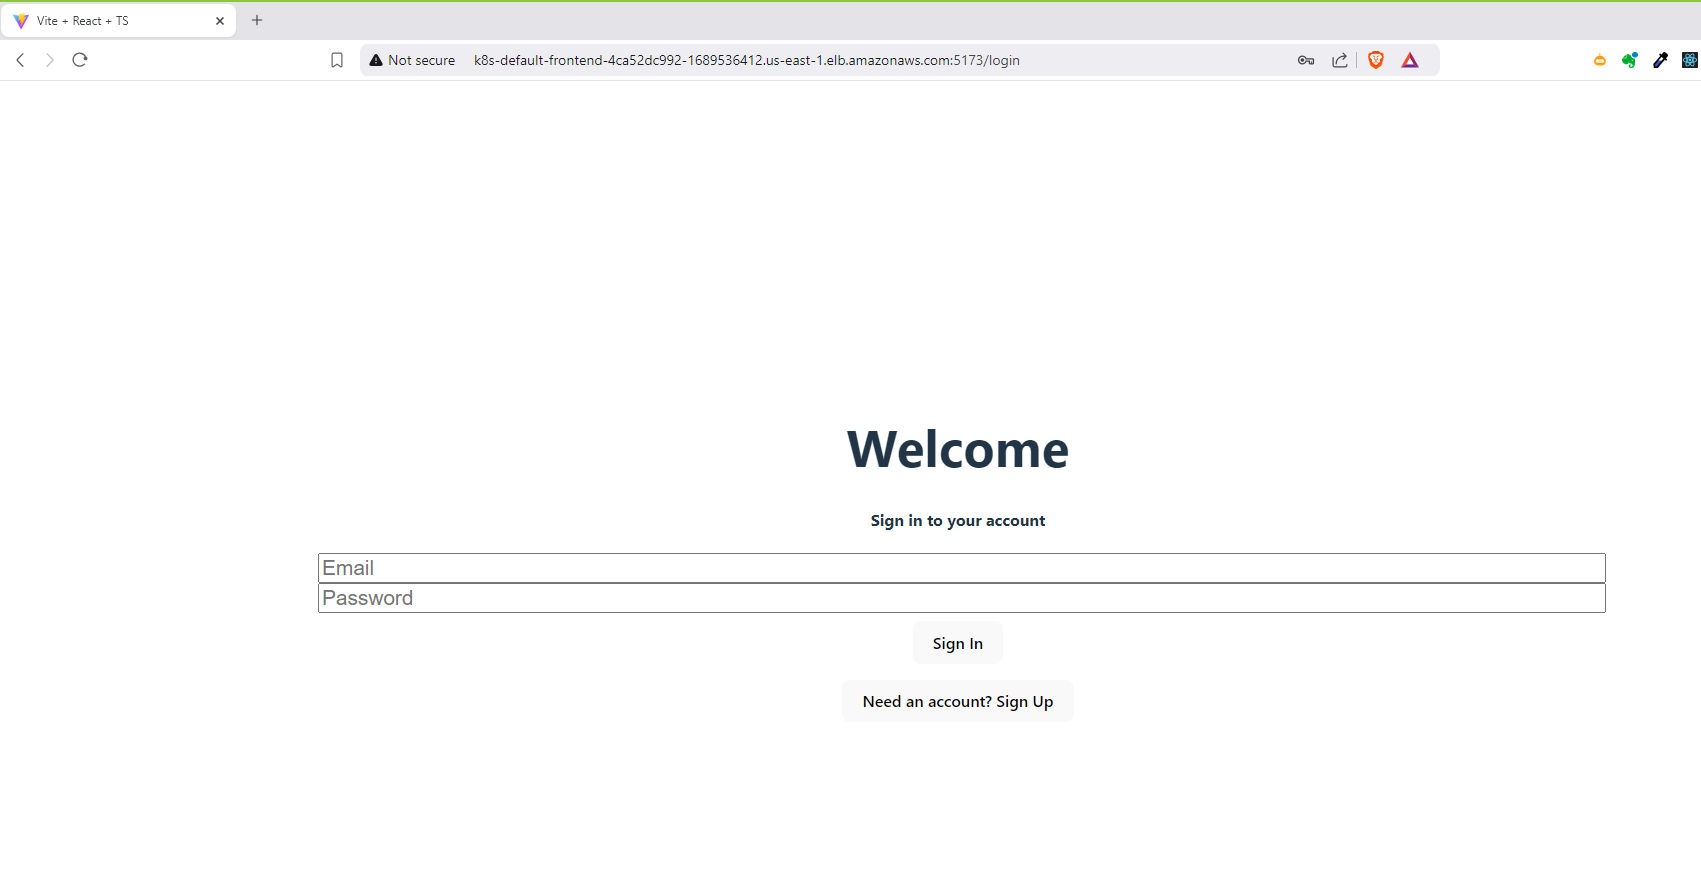 Vite + React + TS
Not secure k8s-default-frontend-4ca52dc992-1689536412.us-east-1.elb.amazonaws.com:5173/login
Welcome
Sign in to your account
Email
Password
Sign In
Need an account? Sign Up